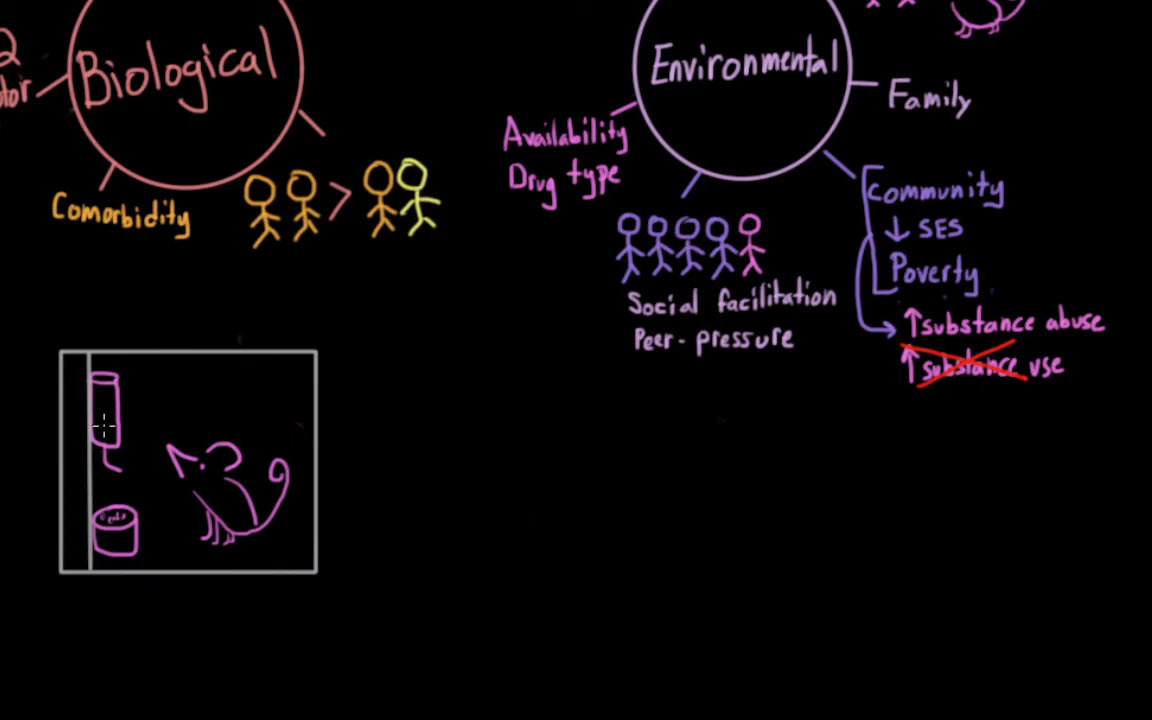 Biological
Comorbidity
Environmental
Family
Availability
Drug type
Community
↓ SES
Poverty
↑substance abuse
↑substance use
Social facilitation
Peer-pressure